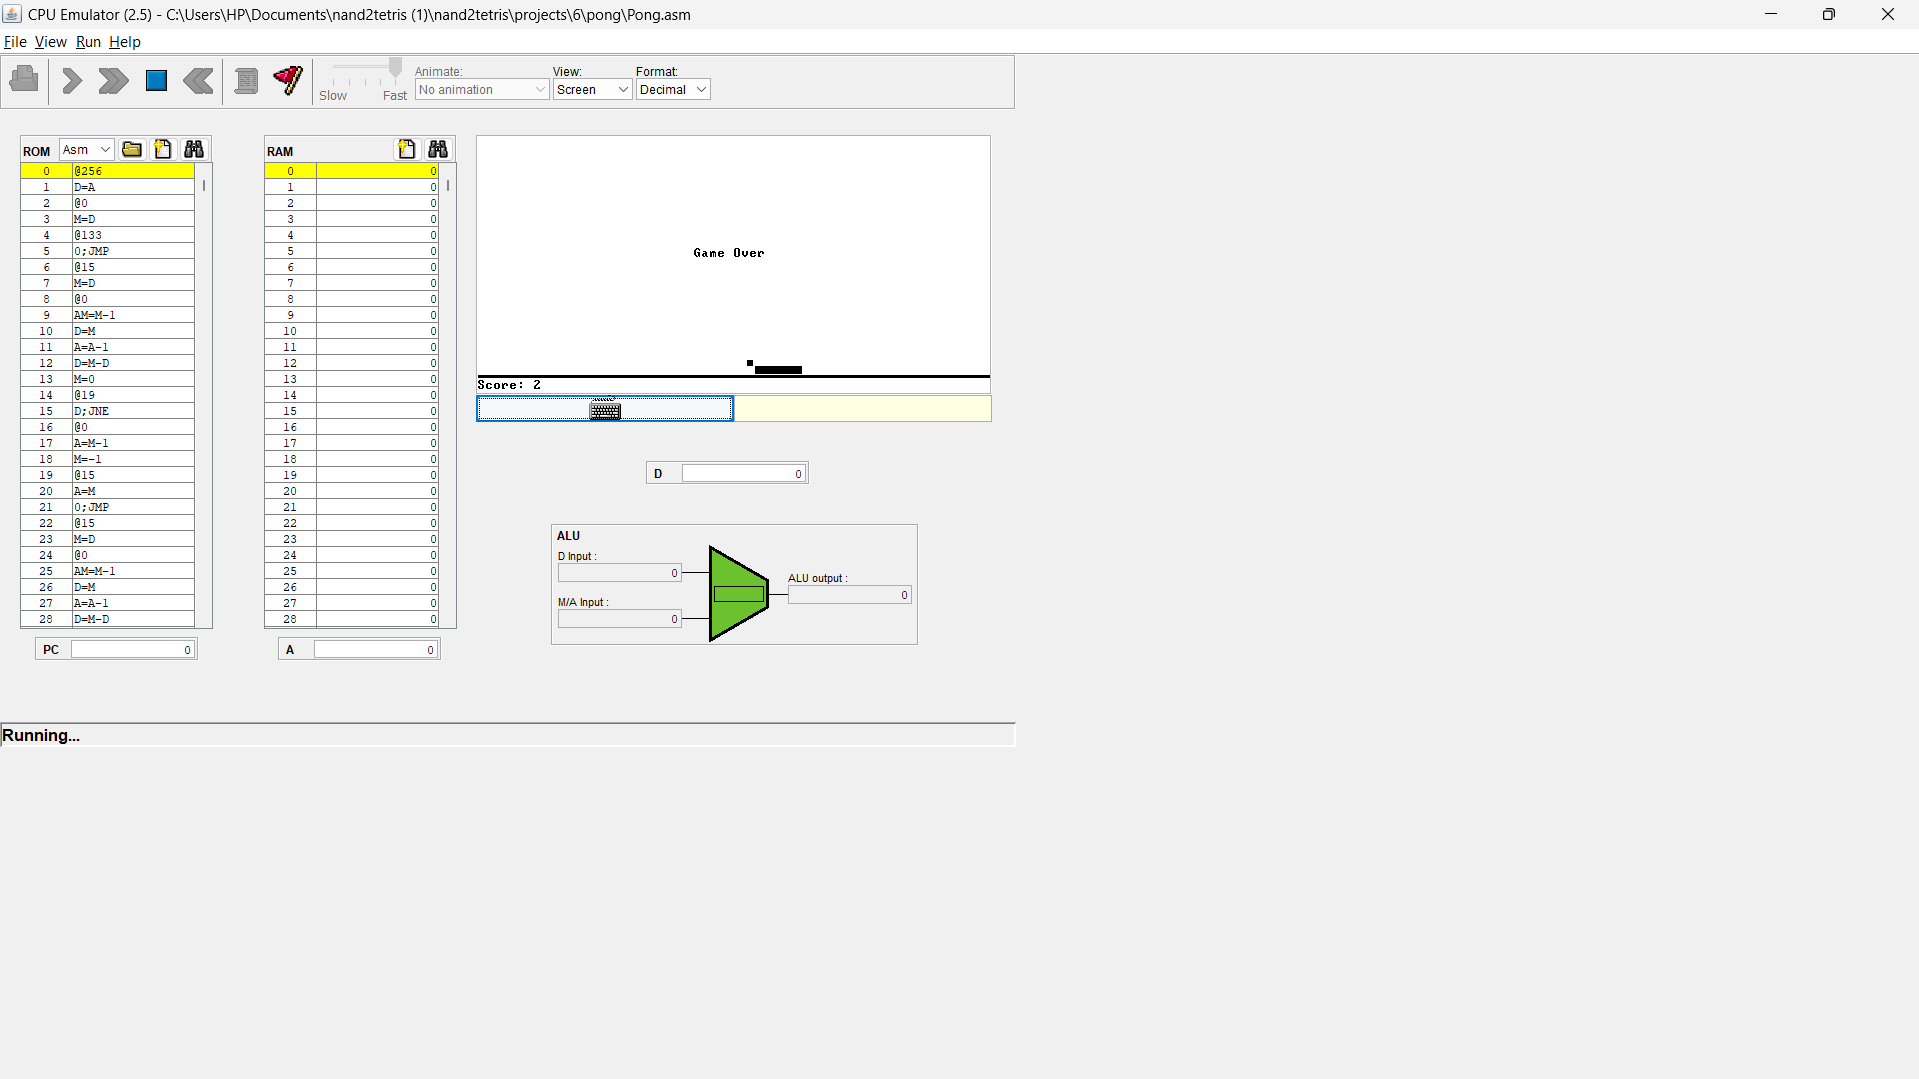 CPU Emulator (2.5) - C:\Users\HP\Documents\nand2tetris (1)\nand2tetris\projects\6\pong\Pong.asm
File View Run Help
Slow Fast
Animate:
No animation
View:
Screen
Format:
Decimal
ROM Asm
0 @256
1 D=A
2 @0
3 M=D
4 @133
5 0;JMP
6 @15
7 M=D
8 @0
9 AM=M-1
10 D=M
11 A=A-1
12 D=M-D
13 M=0
14 @19
15 D;JNE
16 @0
17 A=M-1
18 M=-1
19 @15
20 A=M
21 0;JMP
22 @15
23 M=D
24 @0
25 AM=M-1
26 D=M
27 A=A-1
28 D=M-D
PC 0
RAM
0 0
1 0
2 0
3 0
4 0
5 0
6 0
7 0
8 0
9 0
10 0
11 0
12 0
13 0
14 0
15 0
16 0
17 0
18 0
19 0
20 0
21 0
22 0
23 0
24 0
25 0
26 0
27 0
28 0
A 0
Game Over
Score: 2
D 0
ALU
D Input :
0
M/A Input :
0
ALU output :
0
Running...